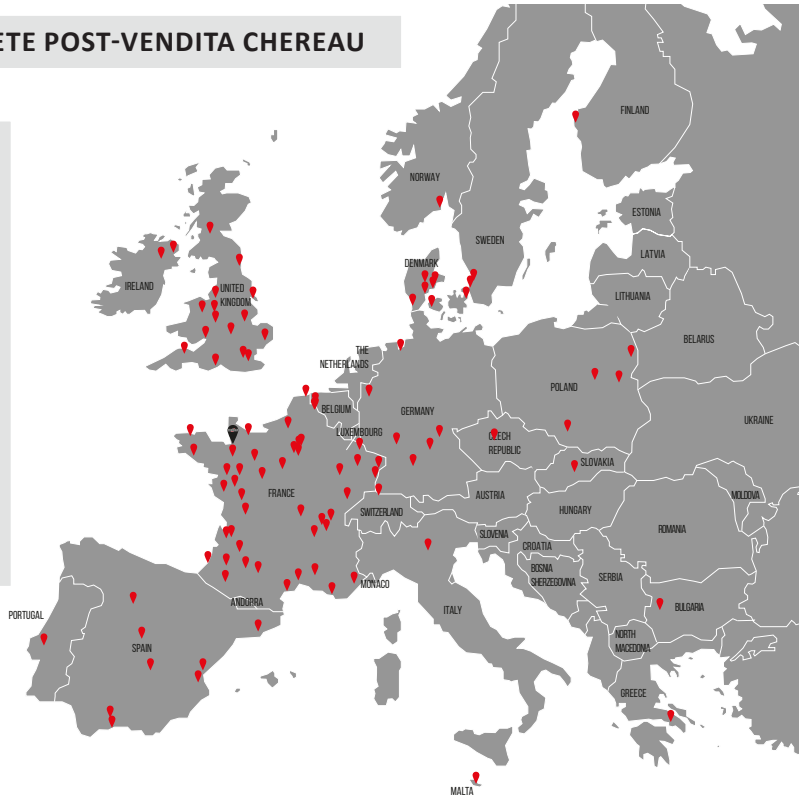 ETE POST-VENDITA CHEREAU
FINLAND
NORWAY
ESTONIA
SWEDEN
LATVIA
DENMARK
IRELAND
UNITED
KINGDOM
LITHUANIA
BELARUS
THE
NETHERLANDS
POLAND
BELGIUM
GERMANY
UKRAINE
LUXEMBOURG
CZECH
REPUBLIC
SLOVAKIA
FRANCE
AUSTRIA
MOLDOVA
SWITZERLAND
HUNGARY
ROMANIA
SLOVENIA
CROATIA
BOSNIA
SHERZEGOVINA
SERBIA
MONACO
ANDORRA
PORTUGAL
ITALY
BULGARIA
SPAIN
NORTH
MACEDONIA
GREECE
MALTA